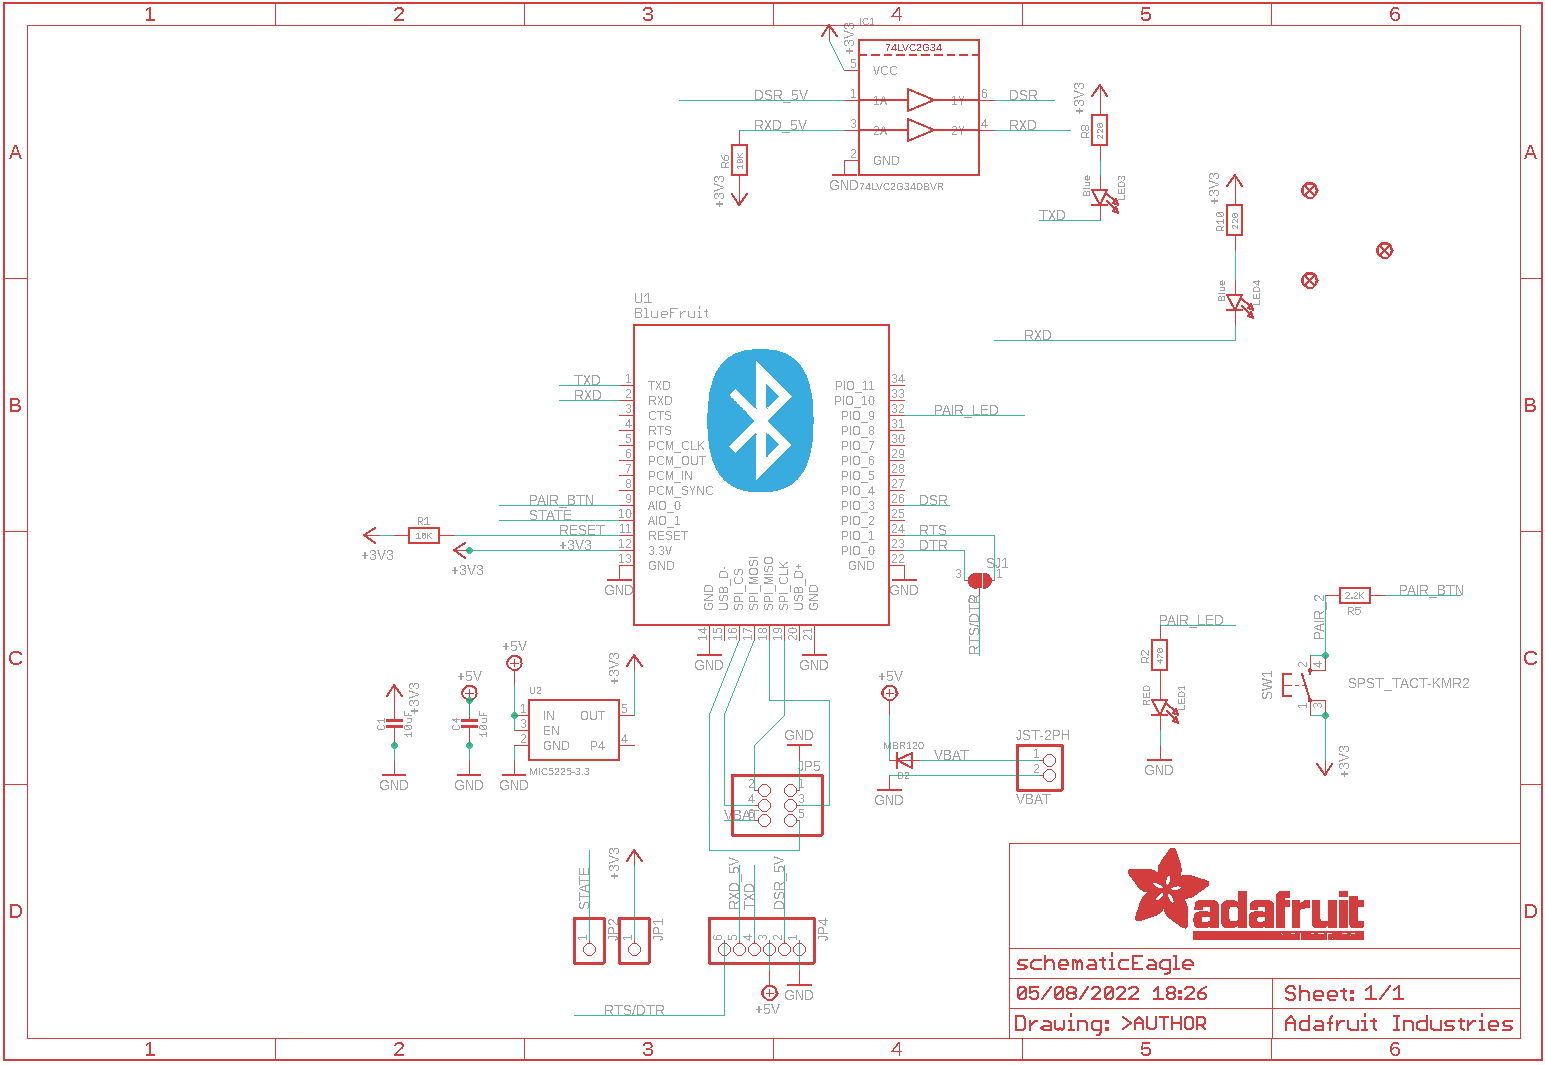 1 2 3 4 5 6
IC1
+3V3
74LVC2G34
5 VCC
DSR_5V 1 1A 1Y 6 DSR
RXD_5V 3 2A 2Y 4 RXD
2 GND
GND 74LVC2G34DBVR
R6 10K
+3V3
+3V3
R8 220
Blue LED3
TXD
+3V3
R10 220
Blue LED4
RXD
A A
B B
C C
D D
U1
BlueFruit
TXD 1 TXD
RXD 2 RXD
3 CTS
4 RTS
5 PCM_CLK
6 PCM_OUT
7 PCM_IN
8 PCM_SYNC
PAIR_BTN 9 AIO_0
STATE 10 AIO_1
RESET 11 RESET
+3V3 12 3.3V
13 GND
GND
R1
10K
+3V3
+3V3
PIO_11 34
PIO_10 33
PIO_9 32 PAIR_LED
PIO_8 31
PIO_7 30
PIO_6 29
PIO_5 28
PIO_4 27
PIO_3 26 DSR
PIO_2 25
PIO_1 24 RTS
PIO_0 23 DTR
GND 22
GND
GND USB_D- SPI_CS SPI_MOSI SPI_MISO SPI_CLK USB_D+ GND
14 15 16 17 18 19 20 21
GND GND
SJ1
3 1
2
RTS/DTR
PAIR_BTN
2.2K
R5
PAIR_2
SW1
2 4
1 3
SPST_TACT-KMR2
+3V3
PAIR_LED
R2 470
RED LED1
GND
+3V3
C1 10uF
GND
+5V
C4 10uF
GND
+5V
U2
1 IN OUT 5
3 EN
2 GND P4 4
MIC5225-3.3
GND
+3V3
GND
JP5
2 1
4 3
VBAT 6 5
+5V
MBR120
D2
VBAT
GND
JST-2PH
1
2
VBAT
STATE
1
JP2
+3V3
1
JP1
RXD_5V TXD DSR_5V
6 5 4 3 2 1
JP4
+5V GND
RTS/DTR
adafruit
schematicEagle
05/08/2022 18:26 Sheet: 1/1
Drawing: >AUTHOR Adafruit Industries
1 2 3 4 5 6